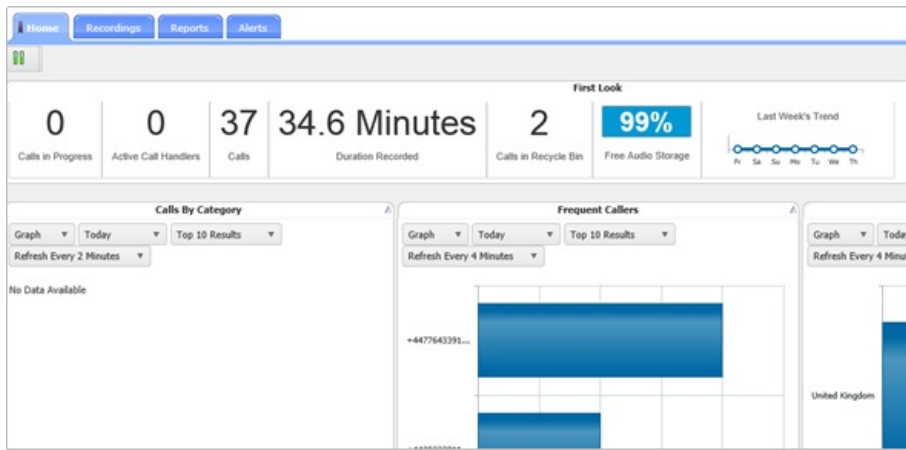 Home Recordings Reports Alerts
First Look
0 0 37 34.6 Minutes 2 99% Last Week's Trend
Calls in Progress Active Call Handlers Calls Duration Recorded Calls in Recycle Bin Free Audio Storage
Fr Sa Su Mo Tu We Th
Calls By Category Frequent Callers
Graph Today Top 10 Results Graph Today Top 10 Results Graph Today
Refresh Every 2 Minutes Refresh Every 4 Minutes Refresh Every 4 Minut
No Data Available
+4477643391...
United Kingdom